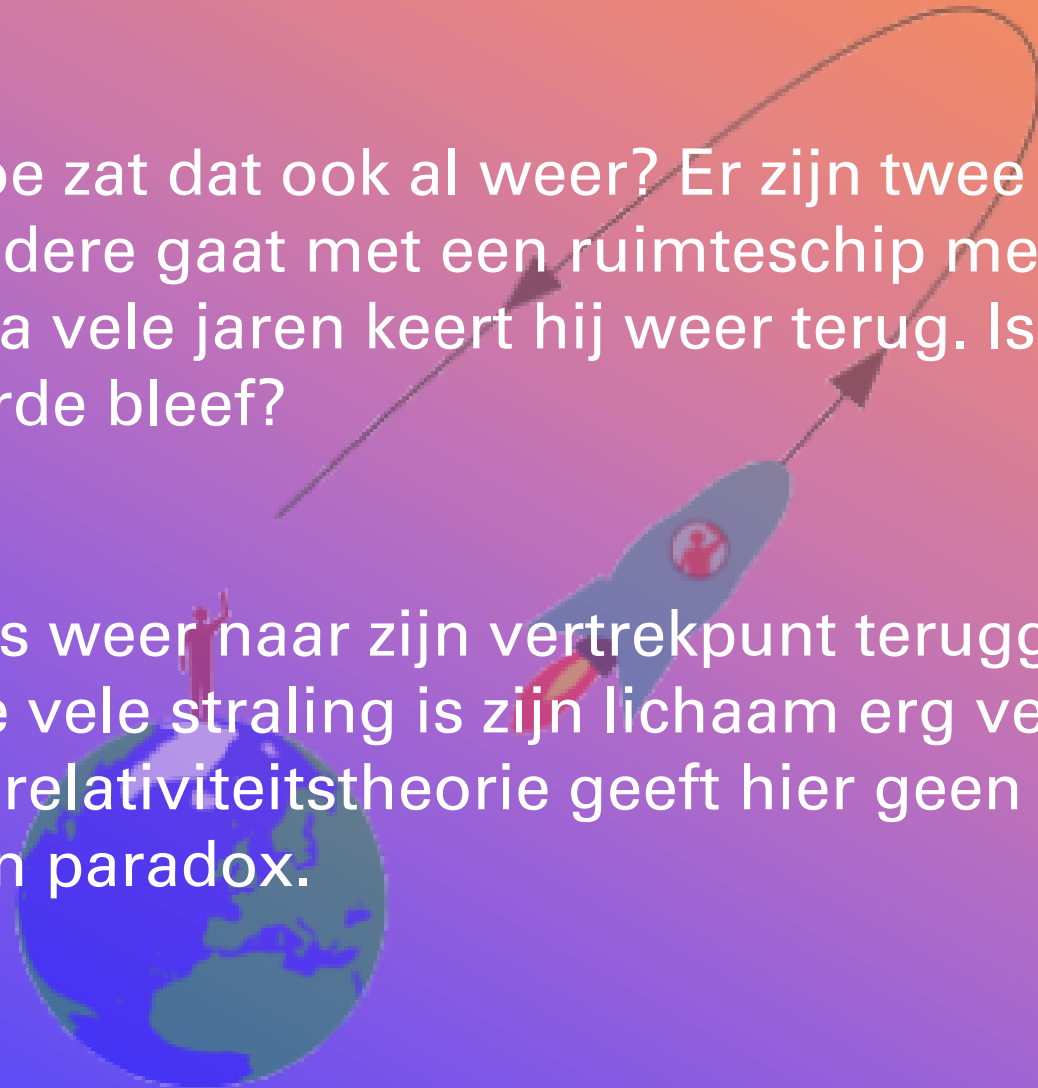 oe zat dat ook al weer? Er zijn twee
dere gaat met een ruimteschip me
a vele jaren keert hij weer terug. Is
rde bleef?
s weer naar zijn vertrekpunt terugg
e vele straling is zijn lichaam erg ve
relativiteitstheorie geeft hier geen
n paradox.